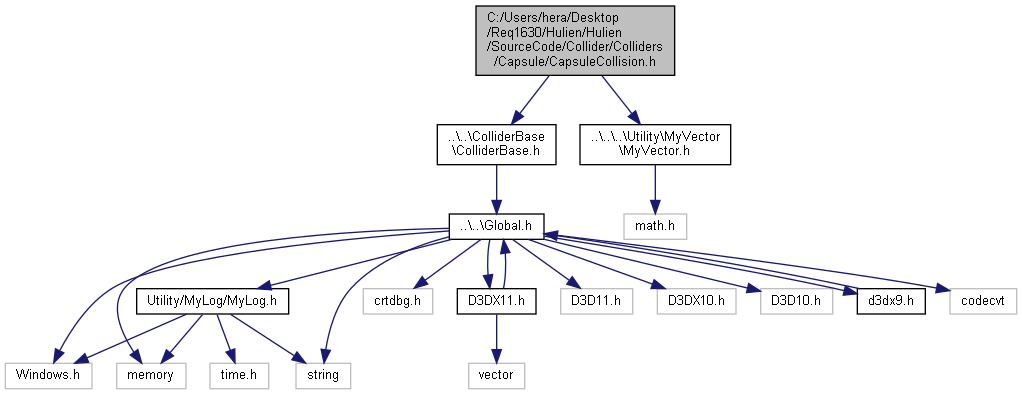 C:/Users/hera/Desktop
/Req1630/Hulien/Hulien
/SourceCode/Collider/Colliders
/Capsule/CapsuleCollision.h
..\..\ColliderBase
\ColliderBase.h
..\..\..\Utility\MyVector
\MyVector.h
..\..\Global.h
math.h
Utility/MyLog/MyLog.h
crtdbg.h
D3DX11.h
D3D11.h
D3DX10.h
D3D10.h
d3dx9.h
codecvt
Windows.h
memory
time.h
string
vector